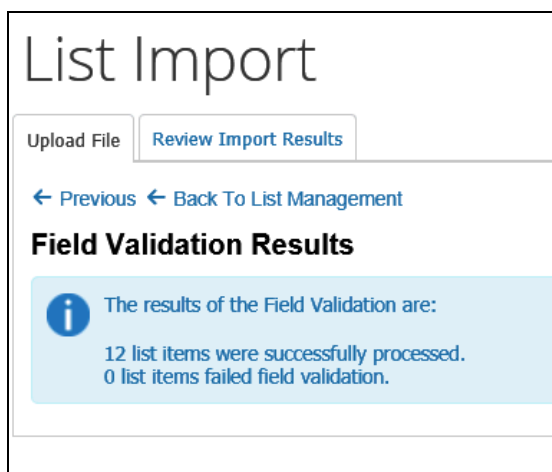 List Import
Upload File
Review Import Results
← Previous ← Back To List Management
Field Validation Results
The results of the Field Validation are:
12 list items were successfully processed.
0 list items failed field validation.